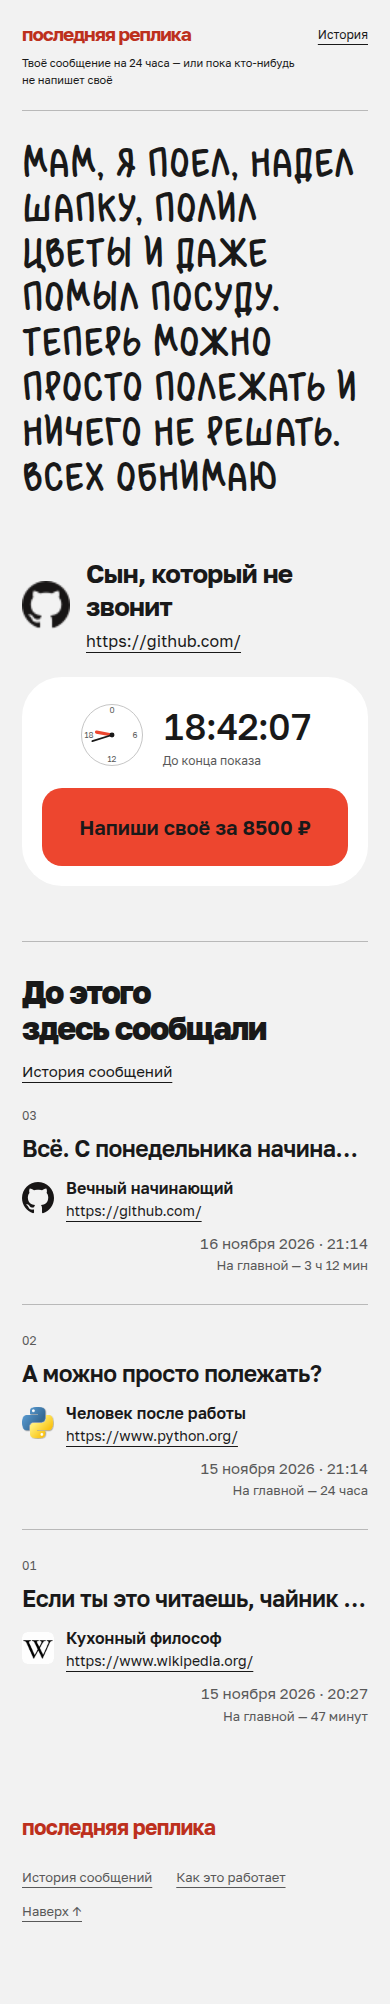 последняя реплика
История
Твоё сообщение на 24 часа — или пока кто-нибудь
не напишет своё
МАМ, Я ПОЕЛ, НАДЕЛ
ШАПКУ, ПОЛИЛ
ЦВЕТЫ И ДАЖЕ
ПОМЫЛ ПОСУДУ.
ТЕПЕРЬ МОЖНО
ПРОСТО ПОЛЕЖАТЬ И
НИЧЕГО НЕ РЕШАТЬ.
ВСЕХ ОБНИМАЮ
Сын, который не
звонит
https://github.com/
0
18
6
12
18:42:07
До конца показа
Напиши своё за 8500 ₽
До этого
здесь сообщали
История сообщений
03
Всё. С понедельника начина...
Вечный начинающий
https://github.com/
16 ноября 2026 · 21:14
На главной — 3 ч 12 мин
02
А можно просто полежать?
Человек после работы
https://www.python.org/
15 ноября 2026 · 21:14
На главной — 24 часа
01
Если ты это читаешь, чайник ...
W
Кухонный философ
https://www.wikipedia.org/
15 ноября 2026 · 20:27
На главной — 47 минут
последняя реплика
История сообщений
Как это работает
Наверх ↑